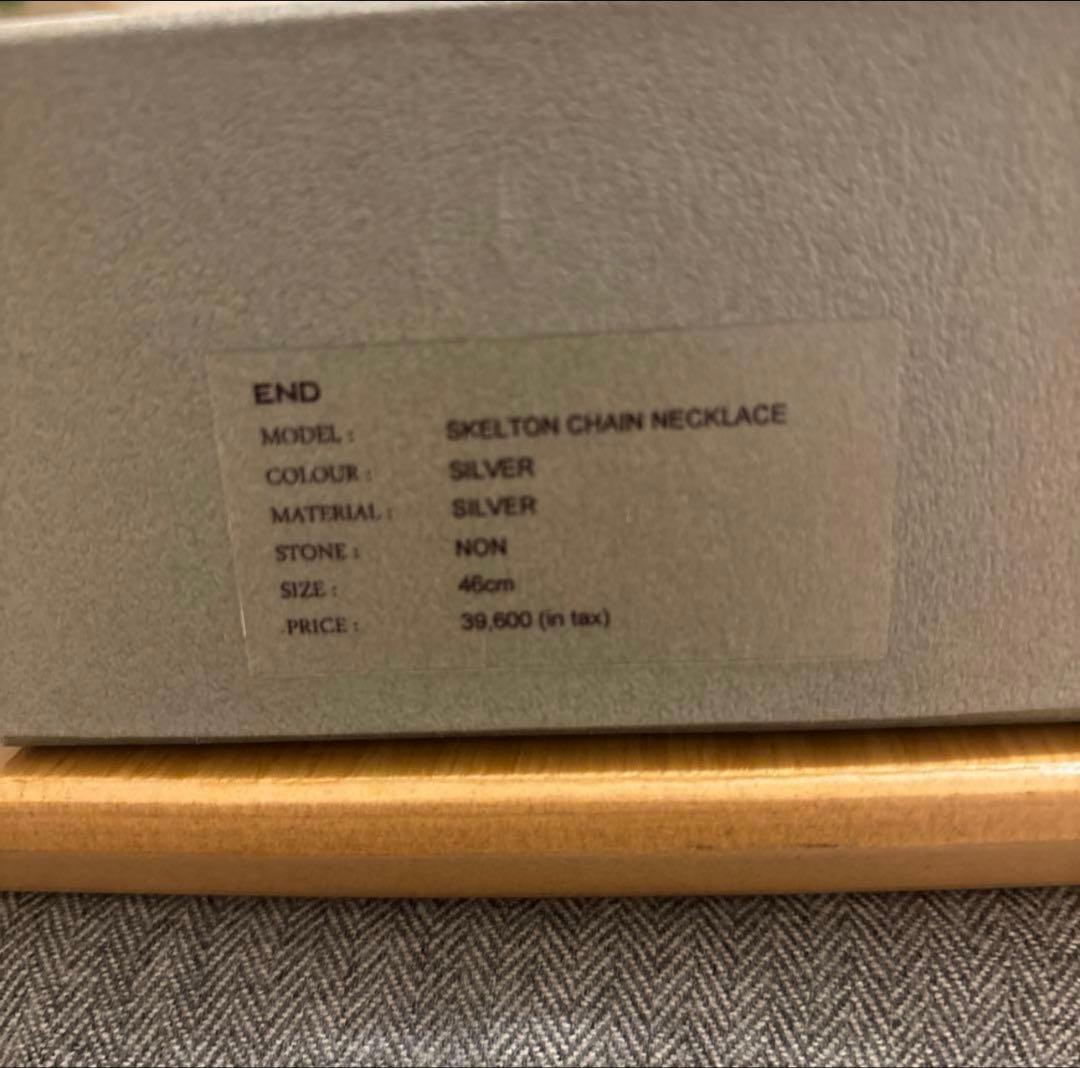 END
MODEL : SKELTON CHAIN NECKLACE
COLOUR : SILVER
MATERIAL : SILVER
STONE : NON
SIZE : 46cm
PRICE : 39,600 (in tax)